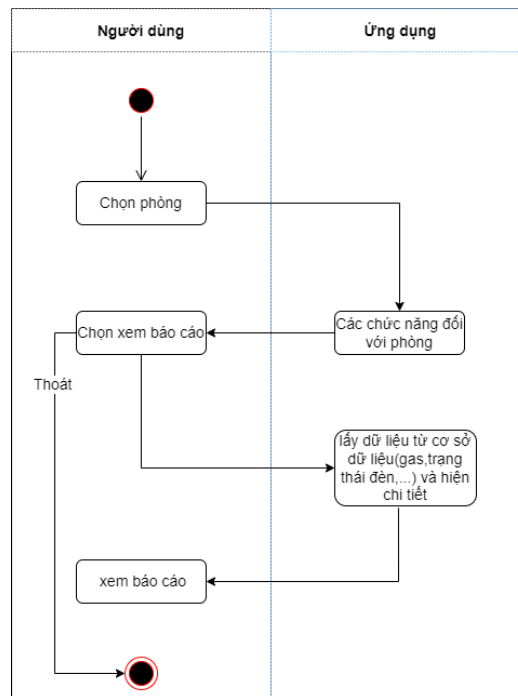 Người dùng
Ứng dụng
Chọn phòng
Các chức năng đối
với phòng
Chọn xem báo cáo
Thoát
lấy dữ liệu từ cơ sở
dữ liệu(gas,trạng
thái đèn,...) và hiện
chi tiết
xem báo cáo